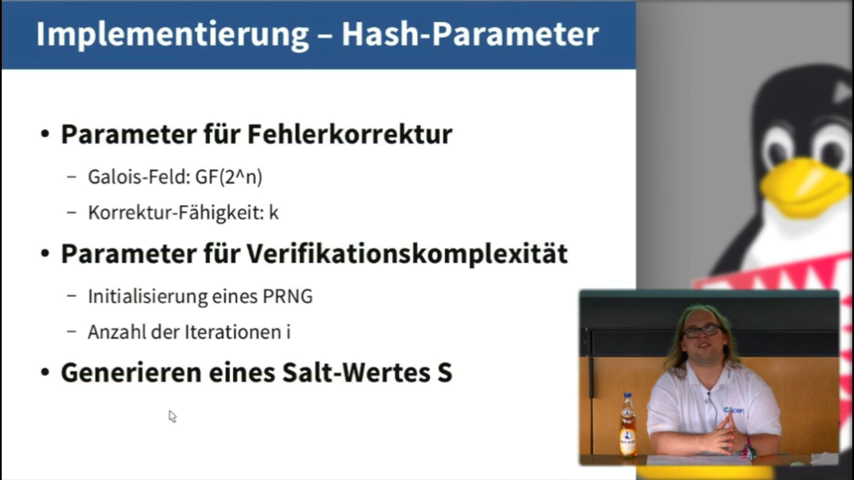 Implementierung – Hash-Parameter
• Parameter für Fehlerkorrektur
– Galois-Feld: GF(2^n)
– Korrektur-Fähigkeit: k
• Parameter für Verifikationskomplexität
– Initialisierung eines PRNG
– Anzahl der Iterationen i
• Generieren eines Salt-Wertes S